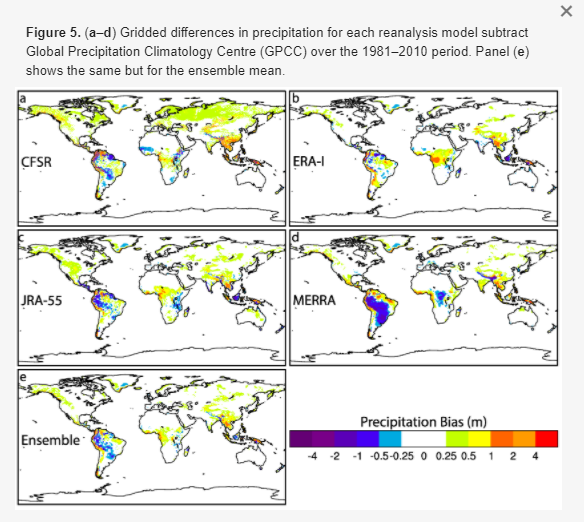 ×
Figure 5. (a–d) Gridded differences in precipitation for each reanalysis model subtract
Global Precipitation Climatology Centre (GPCC) over the 1981–2010 period. Panel (e)
shows the same but for the ensemble mean.
a
CFSR
b
ERA-I
c
JRA-55
d
MERRA
e
Ensemble
Precipitation Bias (m)
-4 -2 -1 -0.5-0.25 0 0.25 0.5 1 2 4